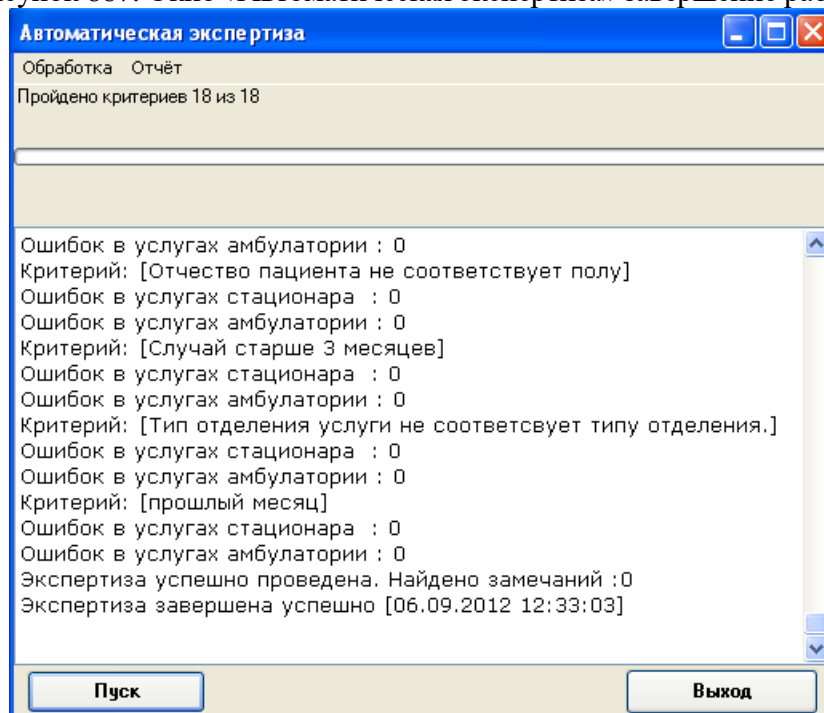 Автоматическая экспертиза
Обработка Отчёт
Пройдено критериев 18 из 18
Ошибок в услугах амбулатории : 0
Критерий: [Отчество пациента не соответствует полу]
Ошибок в услугах стационара : 0
Ошибок в услугах амбулатории : 0
Критерий: [Случай старше 3 месяцев]
Ошибок в услугах стационара : 0
Ошибок в услугах амбулатории : 0
Критерий: [Тип отделения услуги не соответсвует типу отделения.]
Ошибок в услугах стационара : 0
Ошибок в услугах амбулатории : 0
Критерий: [прошлый месяц]
Ошибок в услугах стационара : 0
Ошибок в услугах амбулатории : 0
Экспертиза успешно проведена. Найдено замечаний :0
Экспертиза завершена успешно [06.09.2012 12:33:03]
Пуск Выход